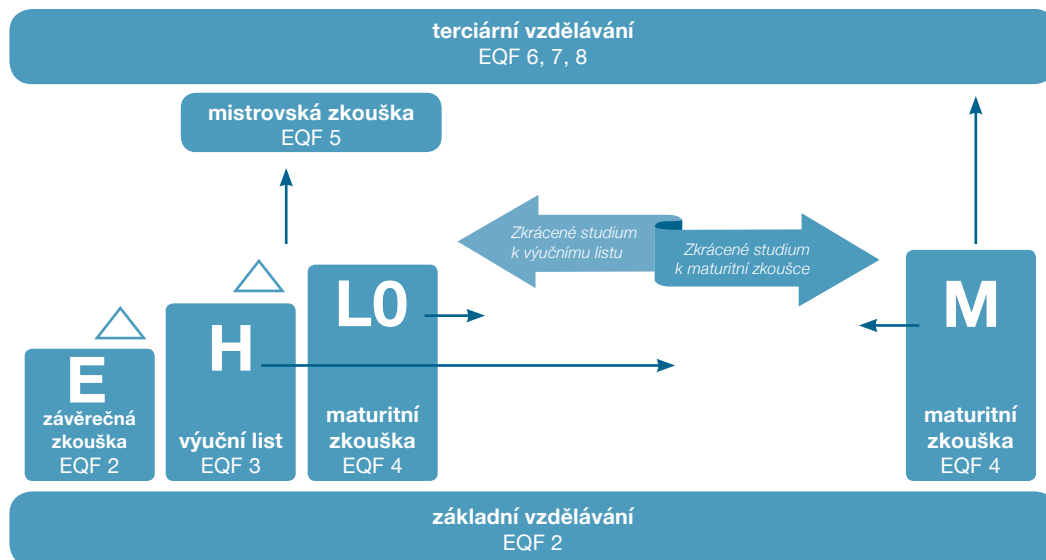 terciární vzdělávání
EQF 6, 7, 8
mistrovská zkouška
EQF 5
Zkrácené studium
k výučnímu listu
Zkrácené studium
k maturitní zkoušce
E
závěrečná
zkouška
EQF 2
H
výuční list
EQF 3
L0
maturitní
zkouška
EQF 4
M
maturitní
zkouška
EQF 4
základní vzdělávání
EQF 2